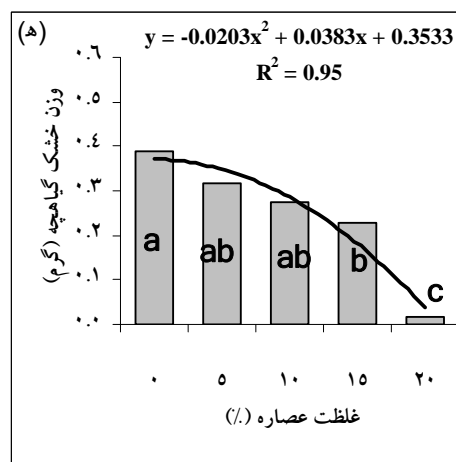 (ه)
y = -0.0203x² + 0.0383x + 0.3533
R² = 0.95
وزن خشک گیاهچه (گرم)
۰.۶
۰.۵
۰.۴
۰.۳
۰.۲
۰.۱
۰.۰
a
ab
ab
b
c
۰ ۵ ۱۰ ۱۵ ۲۰
غلظت عصاره (٪)